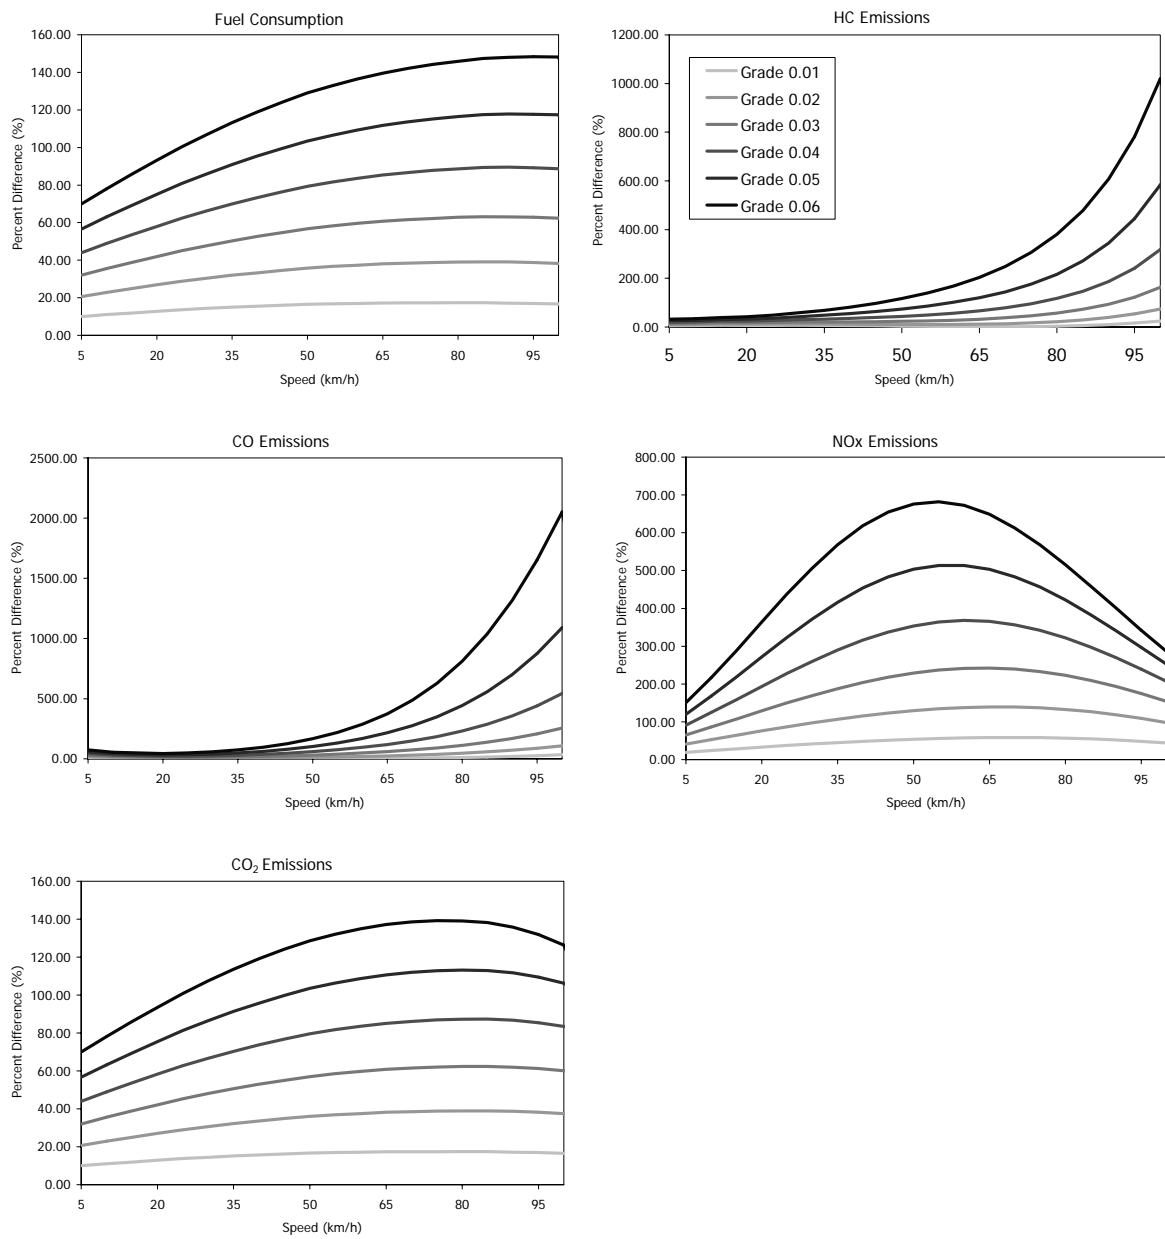 Fuel Consumption
160.00
140.00
120.00
100.00
80.00
60.00
40.00
20.00
0.00
5 20 35 50 65 80 95
Speed (km/h)
Percent Difference (%)
HC Emissions
1200.00
1000.00
800.00
600.00
400.00
200.00
0.00
5 20 35 50 65 80 95
Speed (km/h)
Percent Difference (%)
Grade 0.01
Grade 0.02
Grade 0.03
Grade 0.04
Grade 0.05
Grade 0.06
CO Emissions
2500.00
2000.00
1500.00
1000.00
500.00
0.00
5 20 35 50 65 80 95
Speed (km/h)
Percent Difference (%)
NOx Emissions
800.00
700.00
600.00
500.00
400.00
300.00
200.00
100.00
0.00
5 20 35 50 65 80 95
Speed (km/h)
Percent Difference (%)
CO2 Emissions
160.00
140.00
120.00
100.00
80.00
60.00
40.00
20.00
0.00
5 20 35 50 65 80 95
Speed (km/h)
Percent Difference (%)